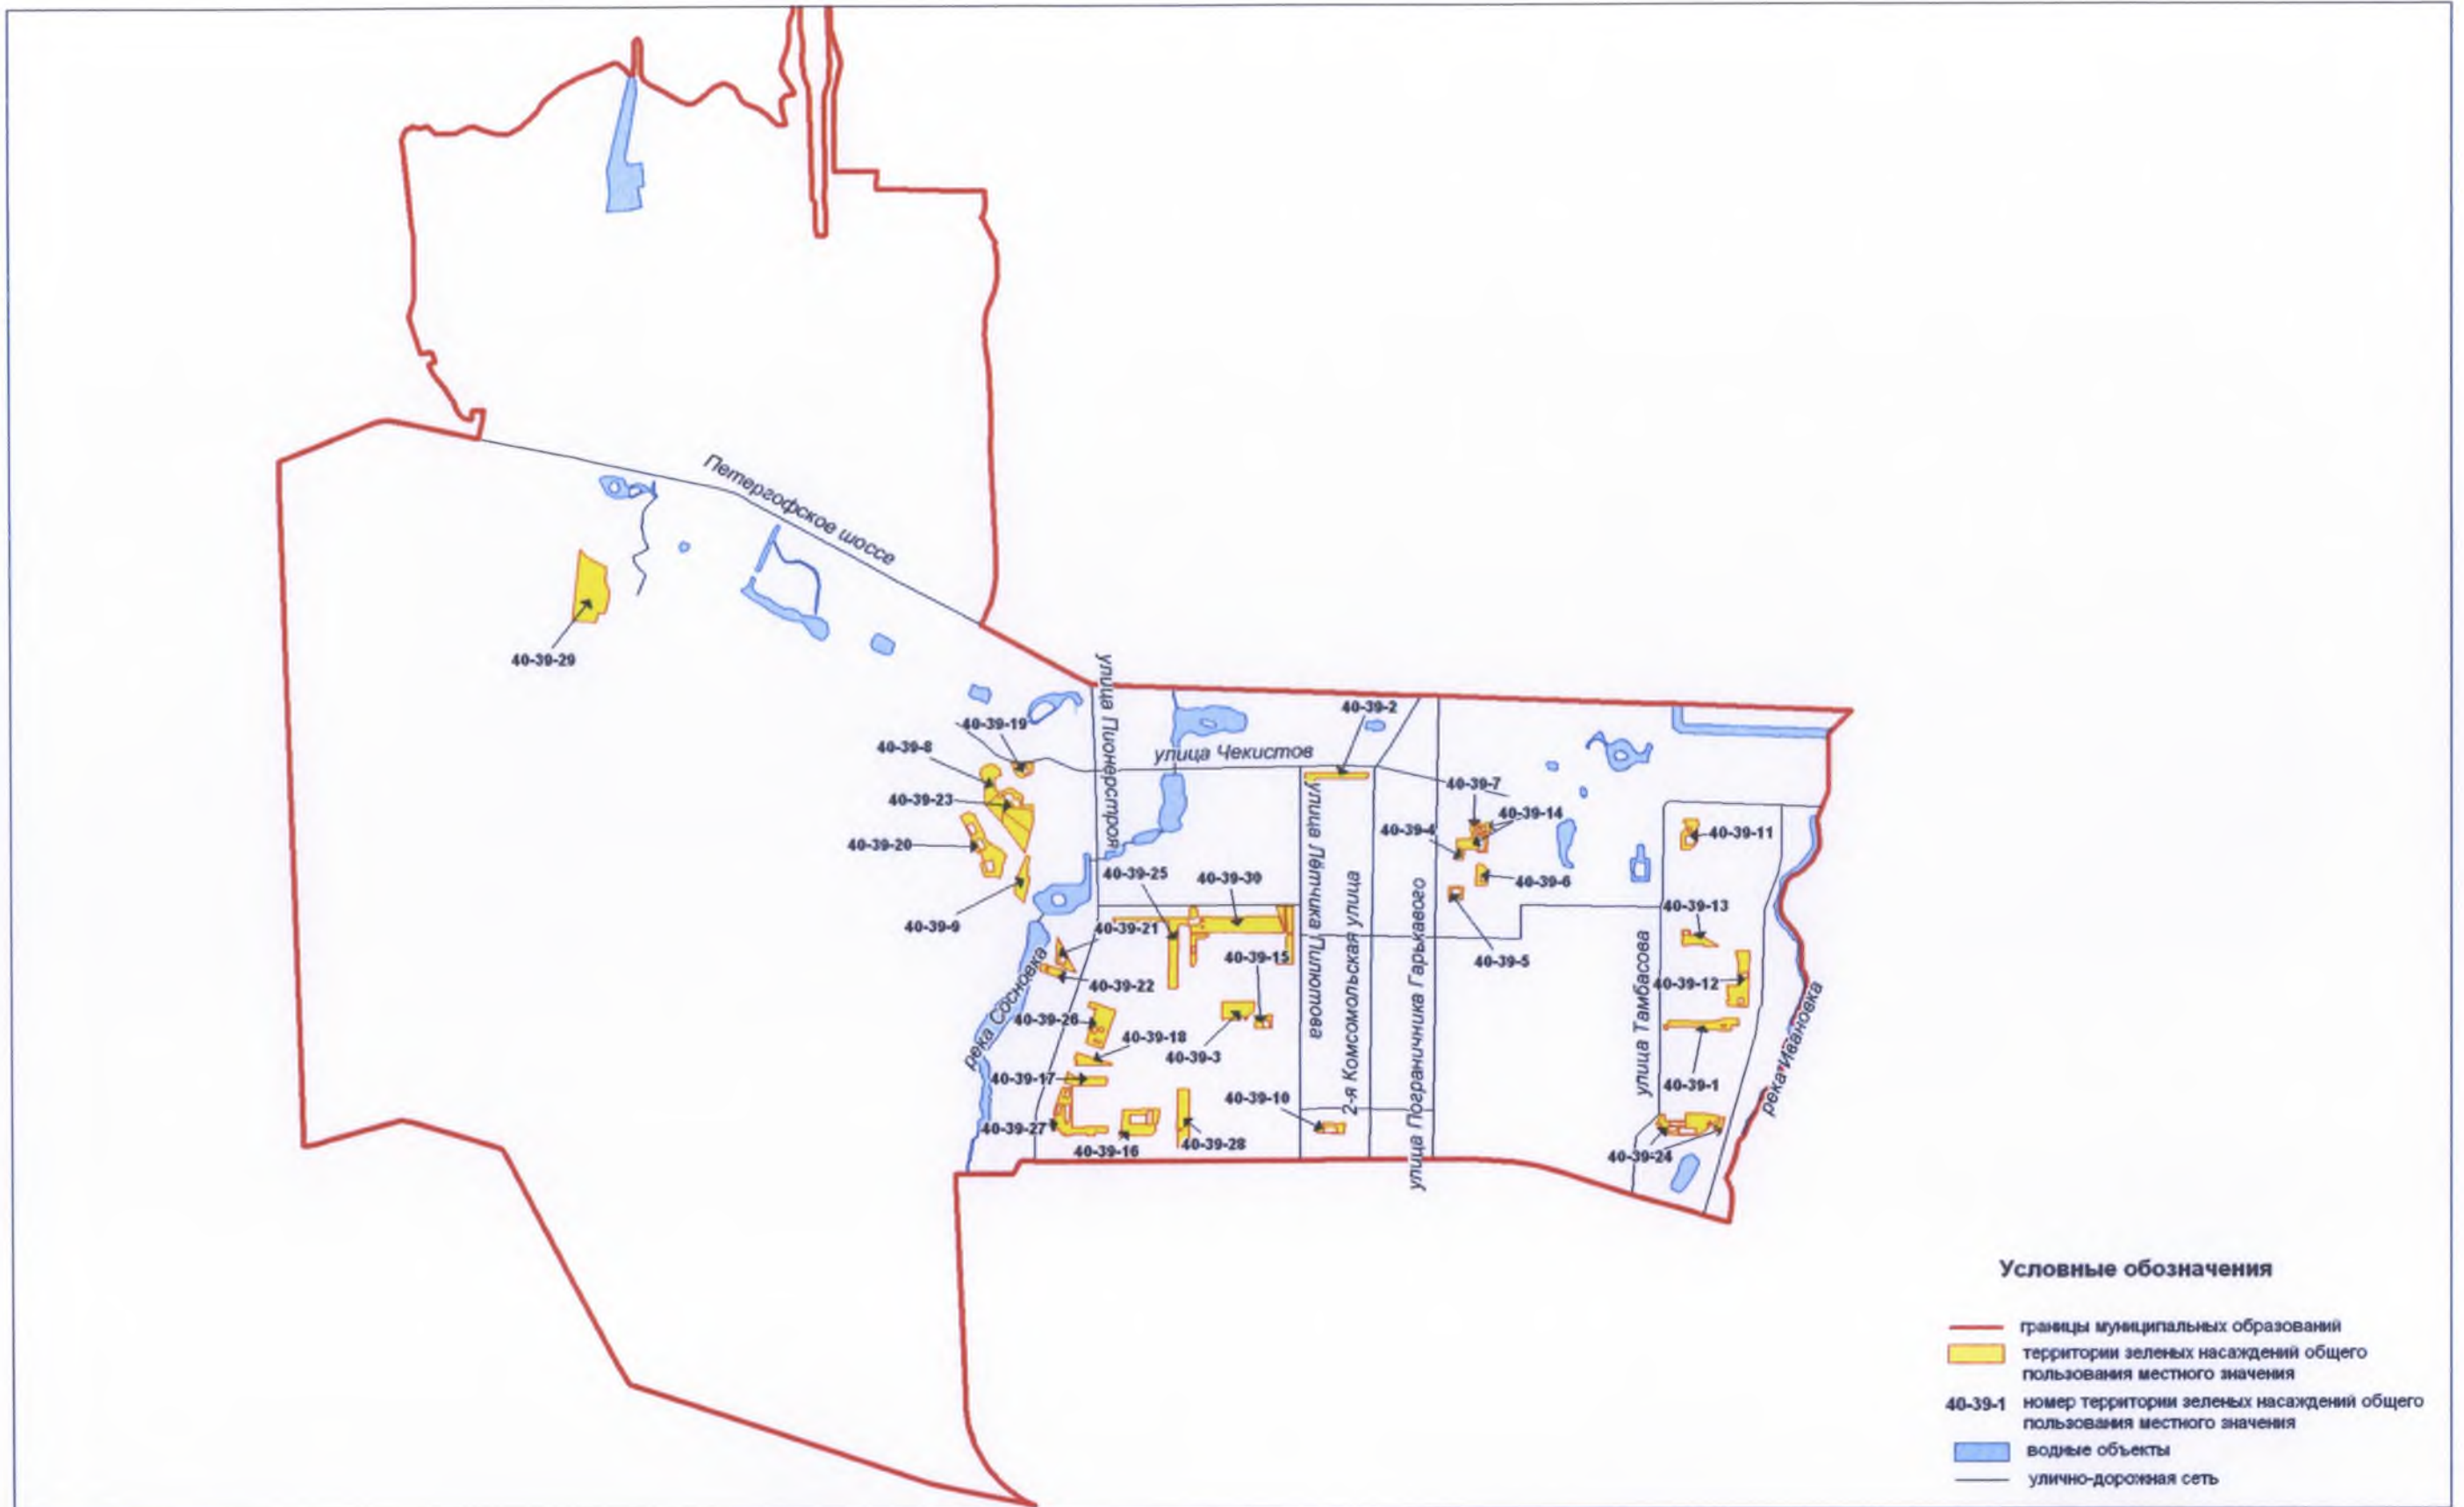 Петергофское шоссе
40-39-29
улица Пионерстроя
40-39-2
40-39-19
40-39-8
улица Чекистов
40-39-7
40-39-23
40-39-14
40-39-4
40-39-11
40-39-20
улица Лётчика Пилютова
40-39-25
40-39-30
40-39-6
2-я Комсомольская улица
улица Пограничника Гарькавого
40-39-13
40-39-9
40-39-21
40-39-15
40-39-5
улица Тамбасова
40-39-12
40-39-22
река Сосновка
40-39-26
40-39-18
40-39-3
река Ивановка
40-39-17
40-39-1
40-39-10
40-39-27
40-39-28
40-39-16
40-39-24
Условные обозначения
границы муниципальных образований
территории зеленых насаждений общего
пользования местного значения
40-39-1 номер территории зеленых насаждений общего
пользования местного значения
водные объекты
улично-дорожная сеть